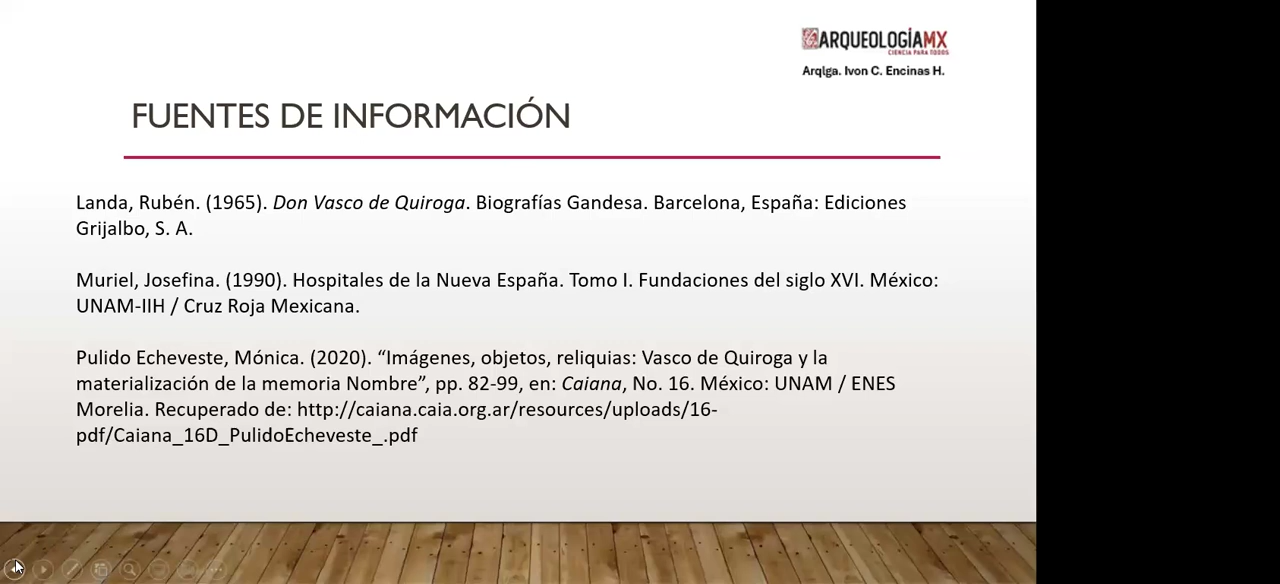 ARQUEOLOGÍAMX
CIENCIA PARA TODOS
Arqlga. Ivon C. Encinas H.
FUENTES DE INFORMACIÓN
Landa, Rubén. (1965). Don Vasco de Quiroga. Biografías Gandesa. Barcelona, España: Ediciones
Grijalbo, S. A.
Muriel, Josefina. (1990). Hospitales de la Nueva España. Tomo I. Fundaciones del siglo XVI. México:
UNAM-IIH / Cruz Roja Mexicana.
Pulido Echeveste, Mónica. (2020). “Imágenes, objetos, reliquias: Vasco de Quiroga y la
materialización de la memoria Nombre”, pp. 82-99, en: Caiana, No. 16. México: UNAM / ENES
Morelia. Recuperado de: http://caiana.caia.org.ar/resources/uploads/16-
pdf/Caiana_16D_PulidoEcheveste_.pdf